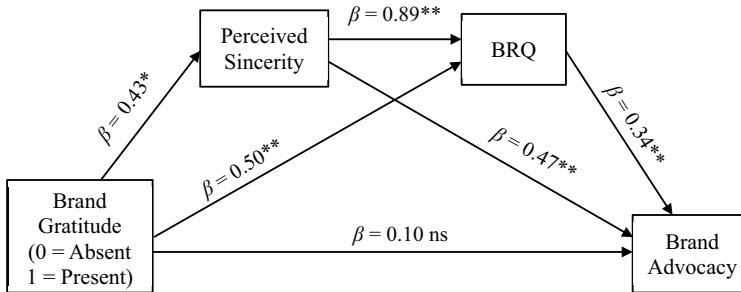 β = 0.89**
Perceived
Sincerity
BRQ
β = 0.43*
β = 0.50**
β = 0.47**
β = 0.34**
Brand
Gratitude
(0 = Absent
1 = Present)
β = 0.10 ns
Brand
Advocacy